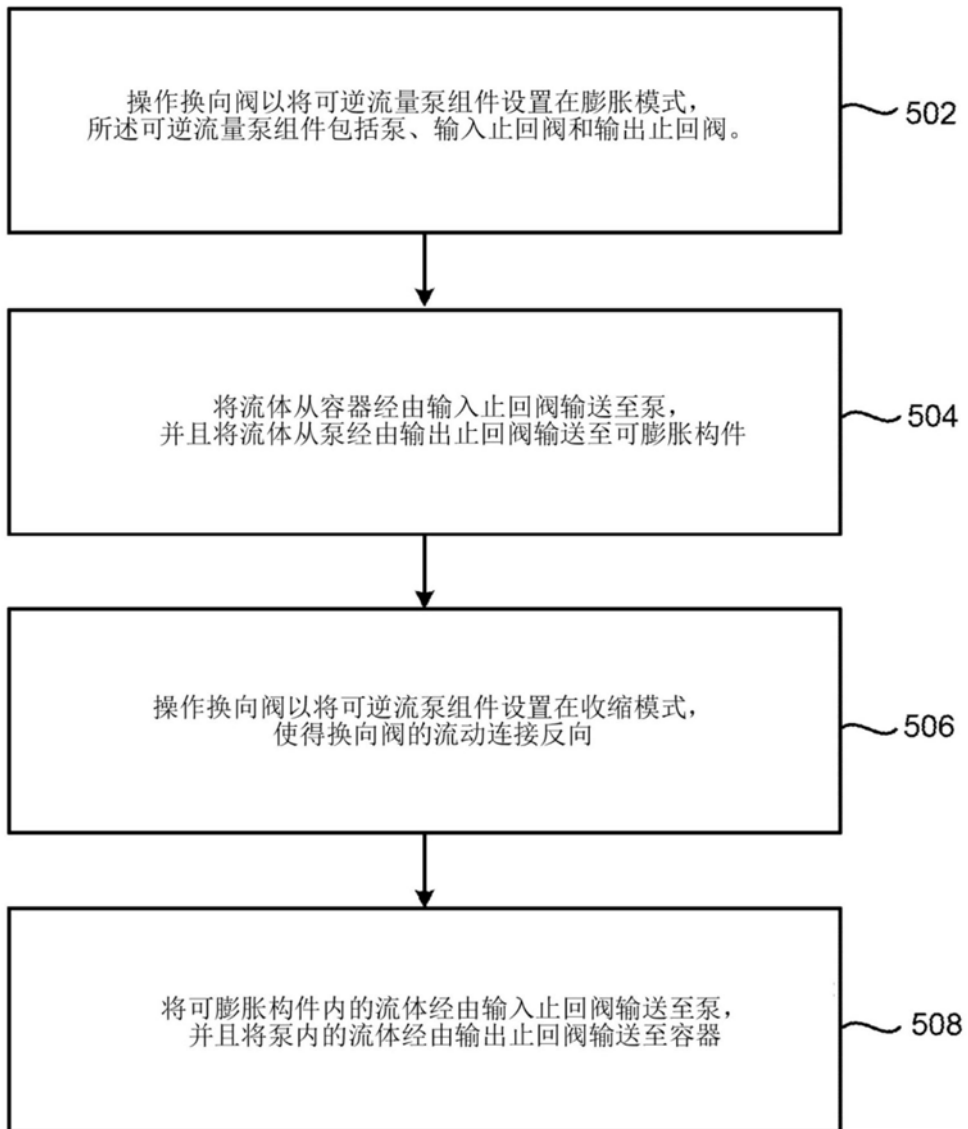 操作换向阀以将可逆流量泵组件设置在膨胀模式,
所述可逆流量泵组件包括泵、输入止回阀和输出止回阀。
502
将流体从容器经由输入止回阀输送至泵,
并且将流体从泵经由输出止回阀输送至可膨胀构件
504
操作换向阀以将可逆流泵组件设置在收缩模式,
使得换向阀的流动连接反向
506
将可膨胀构件内的流体经由输入止回阀输送至泵,
并且将泵内的流体经由输出止回阀输送至容器
508